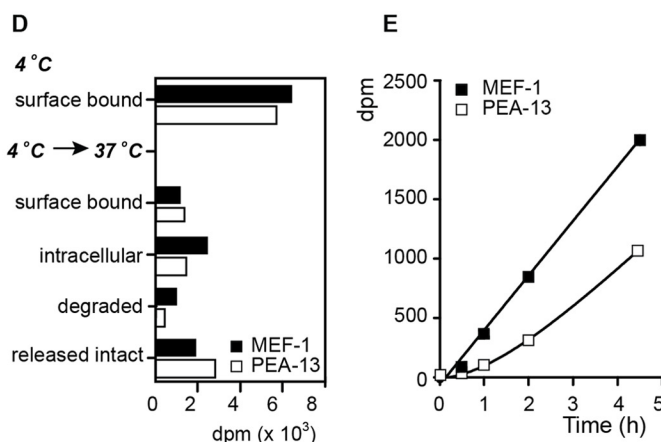 D
4 °C
surface bound
4 °C → 37 °C
surface bound
intracellular
degraded
released intact
MEF-1
PEA-13
0 2 4 6 8
dpm (x 10³)
E
dpm
2500
2000
1500
1000
500
0
MEF-1
PEA-13
0 1 2 3 4 5
Time (h)